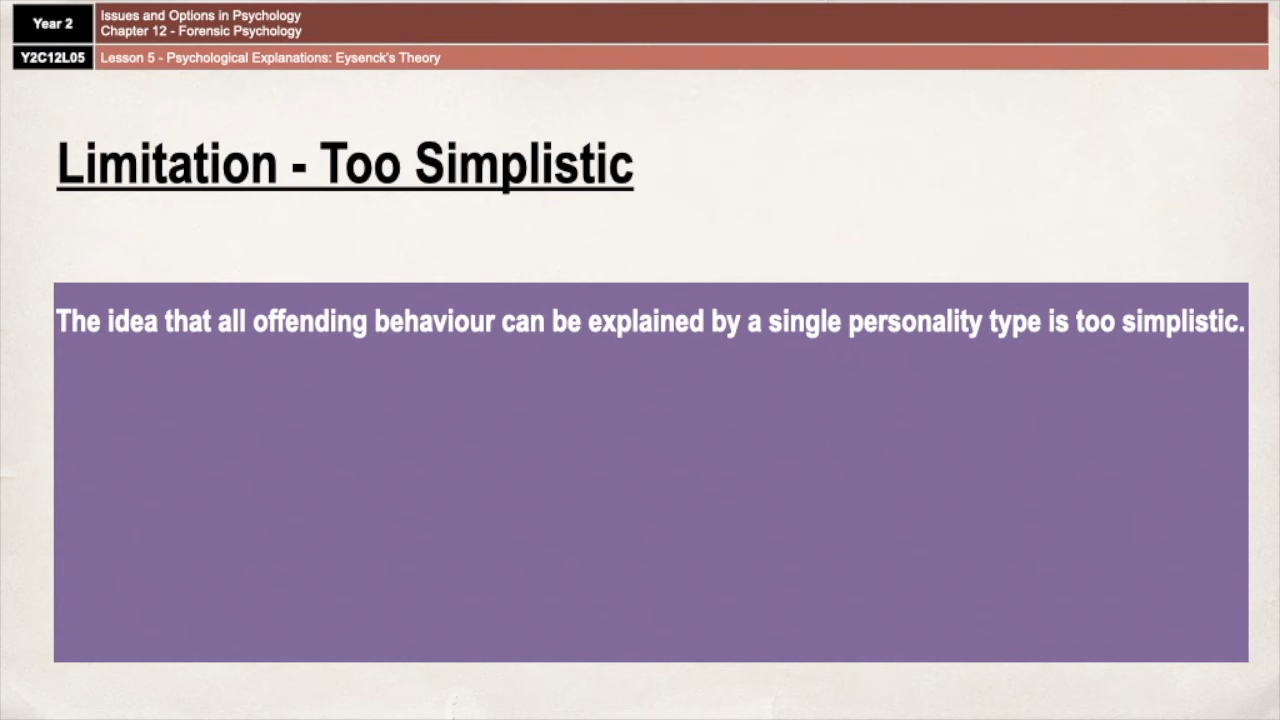 Year 2
Issues and Options in Psychology
Chapter 12 - Forensic Psychology
Y2C12L05
Lesson 5 - Psychological Explanations: Eysenck's Theory
Limitation - Too Simplistic
The idea that all offending behaviour can be explained by a single personality type is too simplistic.